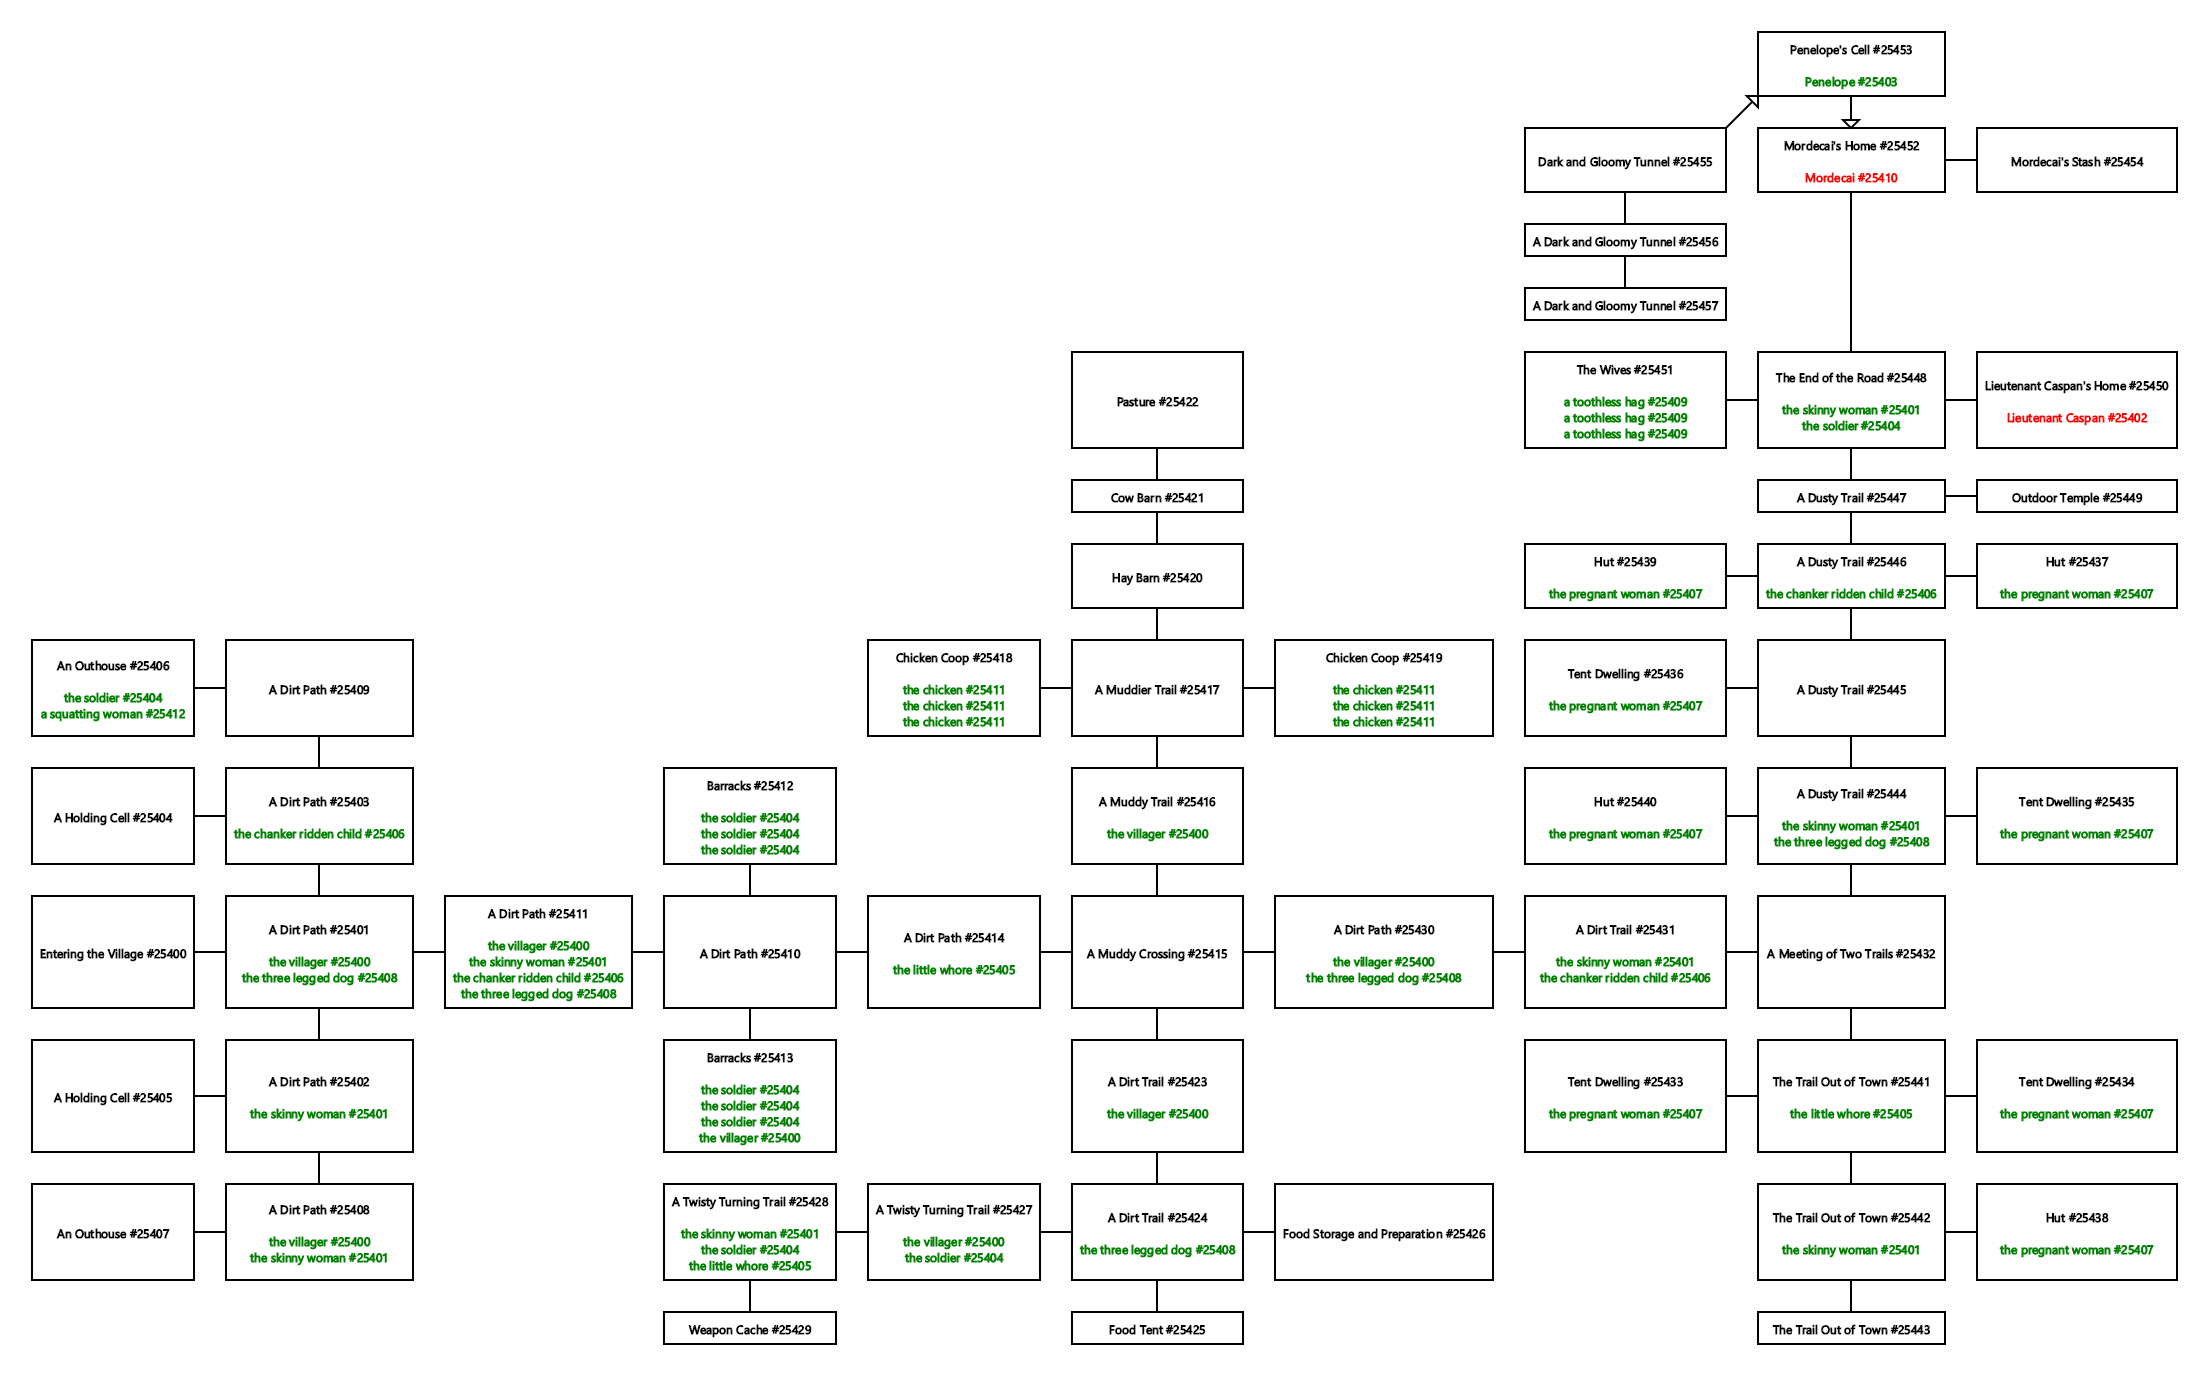 Penelope's Cell #25453
Penelope #25403
Dark and Gloomy Tunnel #25455
Mordecai's Home #25452
Mordecai #25410
Mordecai's Stash #25454
A Dark and Gloomy Tunnel #25456
A Dark and Gloomy Tunnel #25457
Pasture #25422
The Wives #25451
a toothless hag #25409
a toothless hag #25409
a toothless hag #25409
The End of the Road #25448
the skinny woman #25401
the soldier #25404
Lieutenant Caspan's Home #25450
Lieutenant Caspan #25402
Cow Barn #25421
A Dusty Trail #25447
Outdoor Temple #25449
Hay Barn #25420
Hut #25439
the pregnant woman #25407
A Dusty Trail #25446
the chanker ridden child #25406
Hut #25437
the pregnant woman #25407
An Outhouse #25406
the soldier #25404
a squatting woman #25412
A Dirt Path #25409
Chicken Coop #25418
the chicken #25411
the chicken #25411
the chicken #25411
A Muddier Trail #25417
Chicken Coop #25419
the chicken #25411
the chicken #25411
the chicken #25411
Tent Dwelling #25436
the pregnant woman #25407
A Dusty Trail #25445
A Holding Cell #25404
A Dirt Path #25403
the chanker ridden child #25406
Barracks #25412
the soldier #25404
the soldier #25404
the soldier #25404
A Muddy Trail #25416
the villager #25400
Hut #25440
the pregnant woman #25407
A Dusty Trail #25444
the skinny woman #25401
the three legged dog #25408
Tent Dwelling #25435
the pregnant woman #25407
Entering the Village #25400
A Dirt Path #25401
the villager #25400
the three legged dog #25408
A Dirt Path #25411
the villager #25400
the skinny woman #25401
the chanker ridden child #25406
the three legged dog #25408
A Dirt Path #25410
A Dirt Path #25414
the little whore #25405
A Muddy Crossing #25415
A Dirt Path #25430
the villager #25400
the three legged dog #25408
A Dirt Trail #25431
the skinny woman #25401
the chanker ridden child #25406
A Meeting of Two Trails #25432
A Holding Cell #25405
A Dirt Path #25402
the skinny woman #25401
Barracks #25413
the soldier #25404
the soldier #25404
the soldier #25404
the villager #25400
A Dirt Trail #25423
the villager #25400
Tent Dwelling #25433
the pregnant woman #25407
The Trail Out of Town #25441
the little whore #25405
Tent Dwelling #25434
the pregnant woman #25407
An Outhouse #25407
A Dirt Path #25408
the villager #25400
the skinny woman #25401
A Twisty Turning Trail #25428
the skinny woman #25401
the soldier #25404
the little whore #25405
A Twisty Turning Trail #25427
the villager #25400
the soldier #25404
A Dirt Trail #25424
the three legged dog #25408
Food Storage and Preparation #25426
The Trail Out of Town #25442
the skinny woman #25401
Hut #25438
the pregnant woman #25407
Weapon Cache #25429
Food Tent #25425
The Trail Out of Town #25443